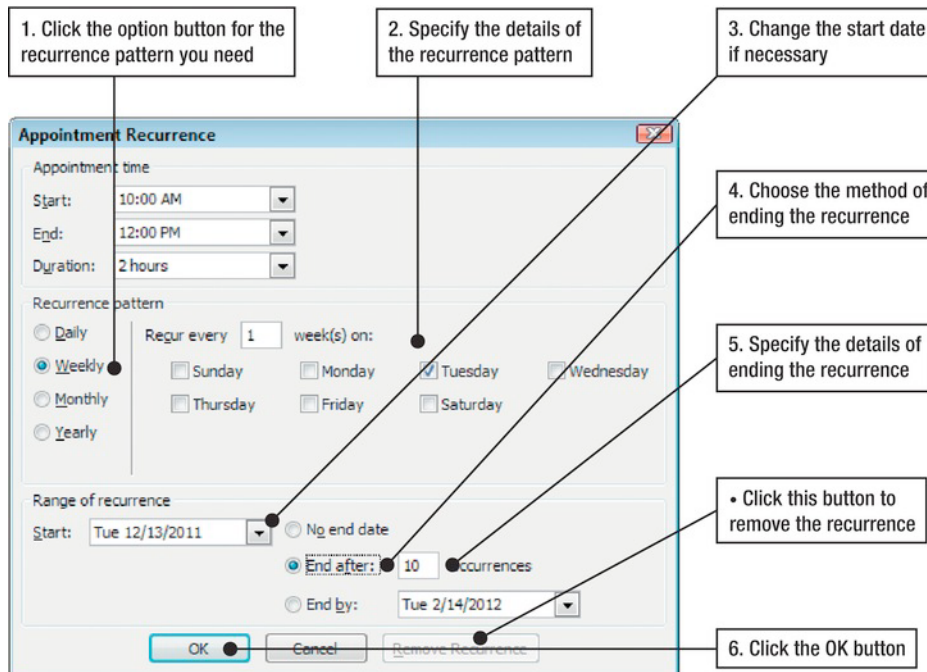 1. Click the option button for the
recurrence pattern you need
2. Specify the details of
the recurrence pattern
3. Change the start date
if necessary
Appointment Recurrence
Appointment time
Start: 10:00 AM
End: 12:00 PM
Duration: 2 hours
4. Choose the method of
ending the recurrence
Recurrence pattern
Daily
Recur every 1 week(s) on:
Weekly
Sunday Monday Tuesday Wednesday
Monthly
Thursday Friday Saturday
Yearly
5. Specify the details of
ending the recurrence
Range of recurrence
Start: Tue 12/13/2011
No end date
End after: 10 occurrences
End by: Tue 2/14/2012
• Click this button to
remove the recurrence
OK Cancel Remove Recurrence
6. Click the OK button